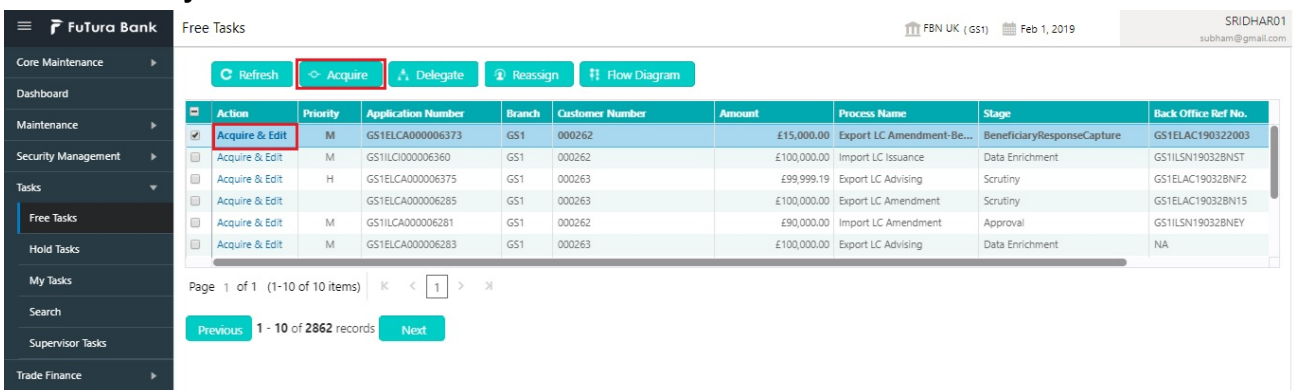 FuTura Bank
Free Tasks
FBN UK (GS1)
Feb 1, 2019
SRIDHAR01
subham@gmail.com
Core Maintenance
Dashboard
Maintenance
Security Management
Tasks
Free Tasks
Hold Tasks
My Tasks
Search
Supervisor Tasks
Trade Finance
Refresh Acquire Delegate Reassign Flow Diagram
Action Priority Application Number Branch Customer Number Amount Process Name Stage Back Office Ref No.
Acquire & Edit M GS1ELCA000006373 GS1 000262 £15,000.00 Export LC Amendment-Be... BeneficiaryResponseCapture GS1ELAC190322003
Acquire & Edit M GS1ILCI000006360 GS1 000262 £100,000.00 Import LC Issuance Data Enrichment GS1ILSN19032BNST
Acquire & Edit H GS1ELCA000006375 GS1 000263 £99,999.19 Export LC Advising Scrutiny GS1ELAC19032BNF2
Acquire & Edit GS1ELCA000006285 GS1 000263 £100,000.00 Export LC Amendment Scrutiny GS1ELAC19032BN15
Acquire & Edit M GS1ILCA000006281 GS1 000262 £90,000.00 Import LC Amendment Approval GS1ILSN19032BNEY
Acquire & Edit M GS1ELCA000006283 GS1 000263 £100,000.00 Export LC Advising Data Enrichment NA
Page 1 of 1 (1-10 of 10 items) K < 1 > Ж
Previous 1 - 10 of 2862 records Next